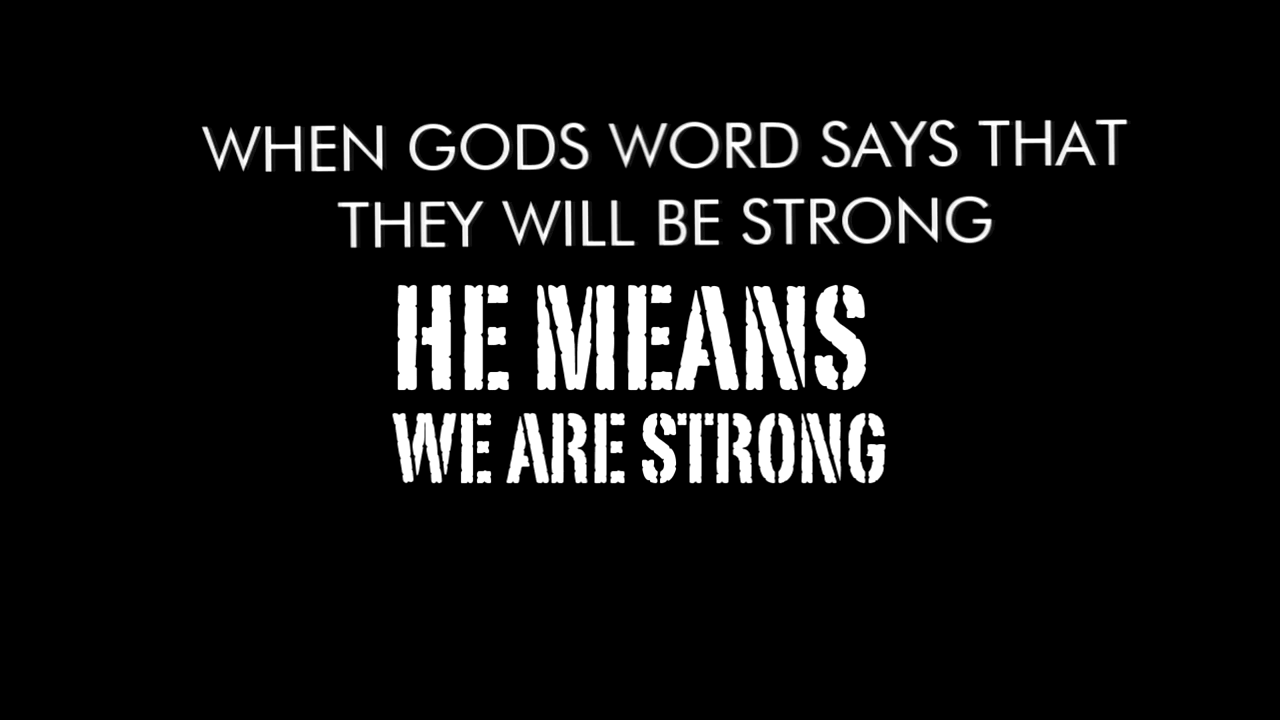 WHEN GODS WORD SAYS THAT
THEY WILL BE STRONG
HE MEANS
WE ARE STRONG